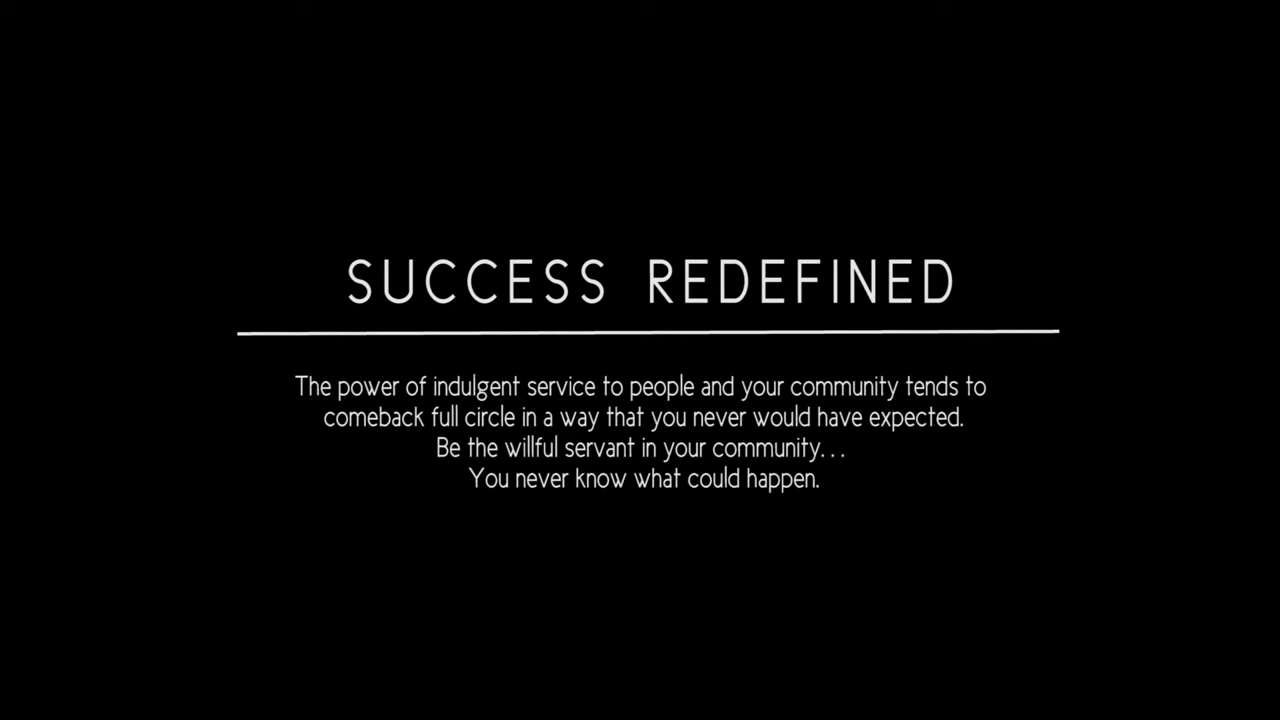 SUCCESS REDEFINED
The power of indulgent service to people and your community tends to
comeback full circle in a way that you never would have expected.
Be the willful servant in your community...
You never know what could happen.